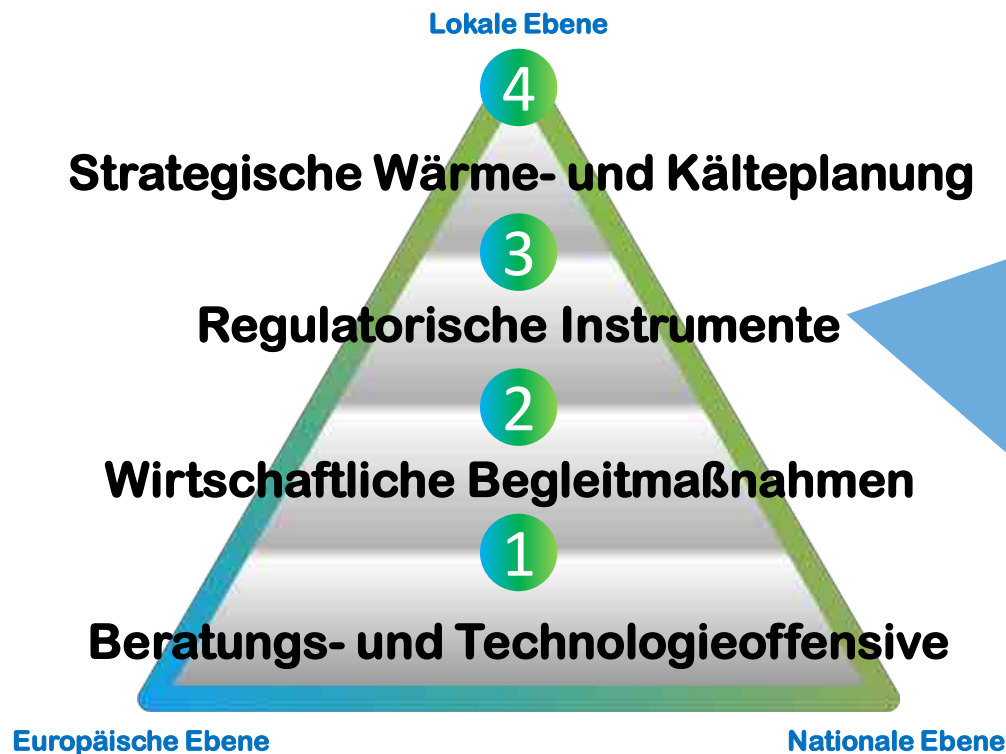 Lokale Ebene
4
Strategische Wärme- und Kälteplanung
3
Regulatorische Instrumente
2
Wirtschaftliche Begleitmaßnahmen
1
Beratungs- und Technologieoffensive
Europäische Ebene
Nationale Ebene